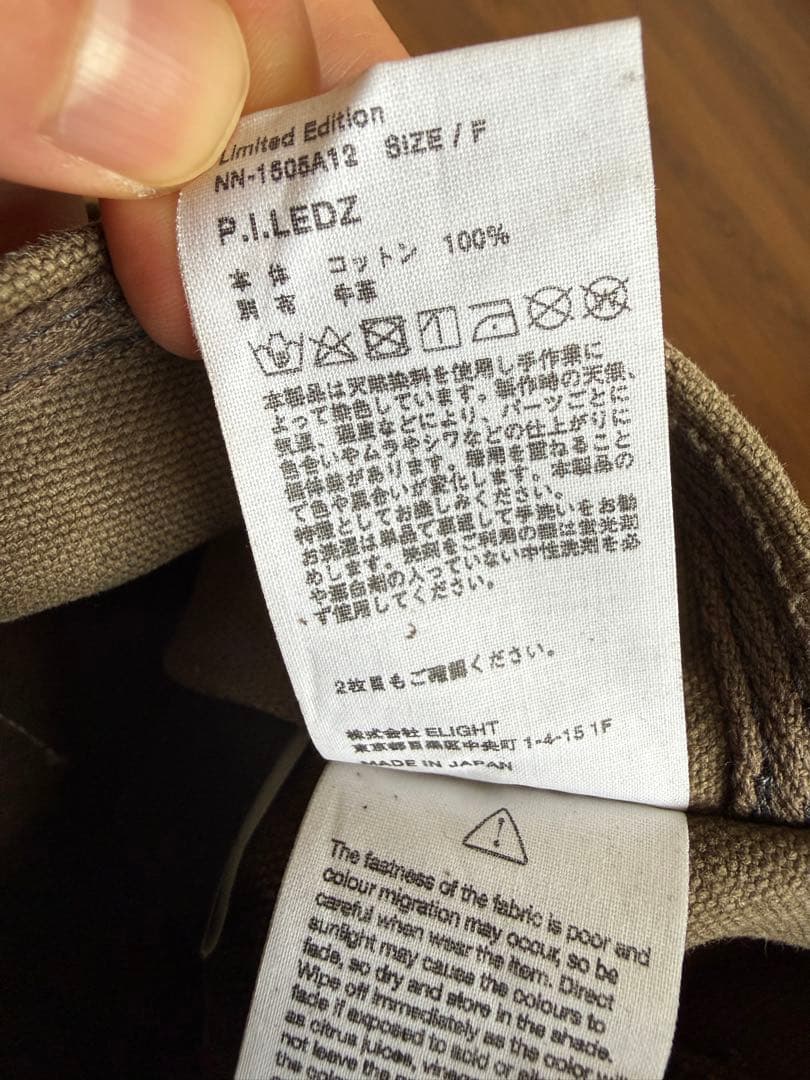 Limited Edition
NN-1505A12 SIZE / F
P.I.LEDZ
本 体 コットン 100%
別 布 牛革
本製品は天然染料を使用し手作業に
よって染色しています。製作時の天候、
気温、湿度などにより、パーツごとに
色合いやムラやシワなどの仕上がりに
個体差があります。着用を重ねること
で色や風合いが変化します。本製品の
特徴としてお楽しみください。
お洗濯は単品で裏返して手洗いをお勧
めします。洗剤をご利用の際は蛍光剤
や漂白剤の入っていない中性洗剤を必
ず使用してください。
2枚目もご確認ください。
株式会社 ELIGHT
東京都目黒区中央町 1-4-15 1F
MADE IN JAPAN
The fastness of the fabric is poor and
colour migration may occur, so be
careful when wear the item. Direct
sunlight may cause the colours to
fade, so dry and store in the shade.
Wipe off immediately as the color will
fade if exposed to acid or
as citrus juices,
not leave the
the